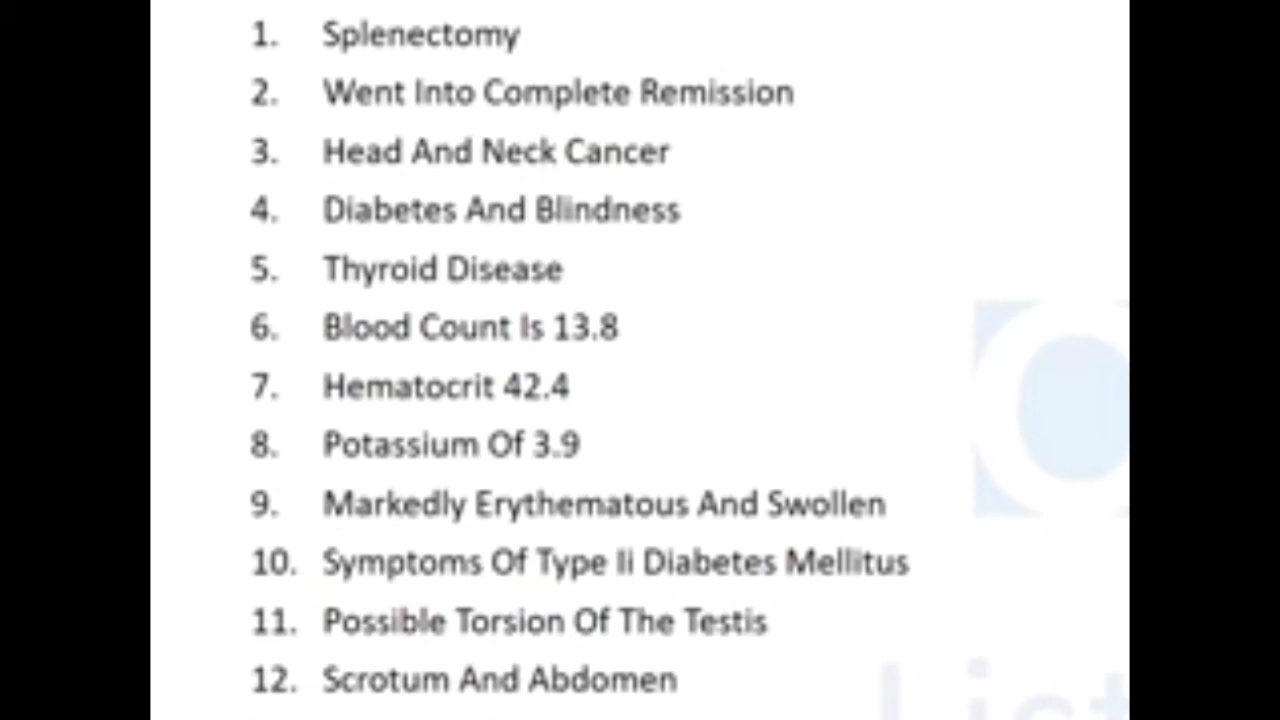 1. Splenectomy
2. Went Into Complete Remission
3. Head And Neck Cancer
4. Diabetes And Blindness
5. Thyroid Disease
6. Blood Count Is 13.8
7. Hematocrit 42.4
8. Potassium Of 3.9
9. Markedly Erythematous And Swollen
10. Symptoms Of Type Ii Diabetes Mellitus
11. Possible Torsion Of The Testis
12. Scrotum And Abdomen